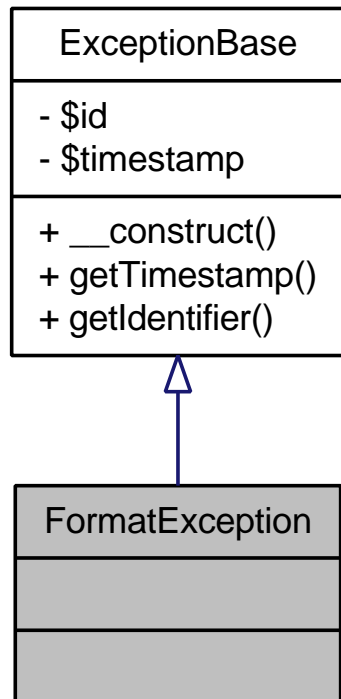 ExceptionBase
- $id
- $timestamp
+ __construct()
+ getTimestamp()
+ getIdentifier()
FormatException